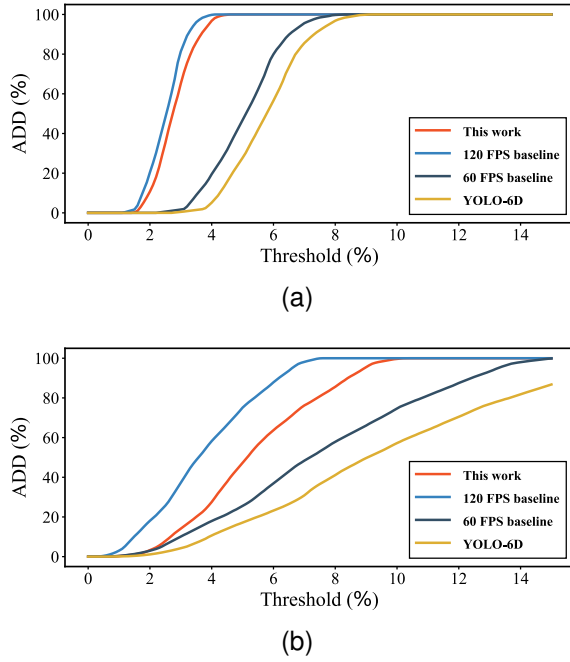 100
80
60
40
20
0
ADD (%)
This work
120 FPS baseline
60 FPS baseline
YOLO-6D
0 2 4 6 8 10 12 14
Threshold (%)
(a)
100
80
60
40
20
0
ADD (%)
This work
120 FPS baseline
60 FPS baseline
YOLO-6D
0 2 4 6 8 10 12 14
Threshold (%)
(b)